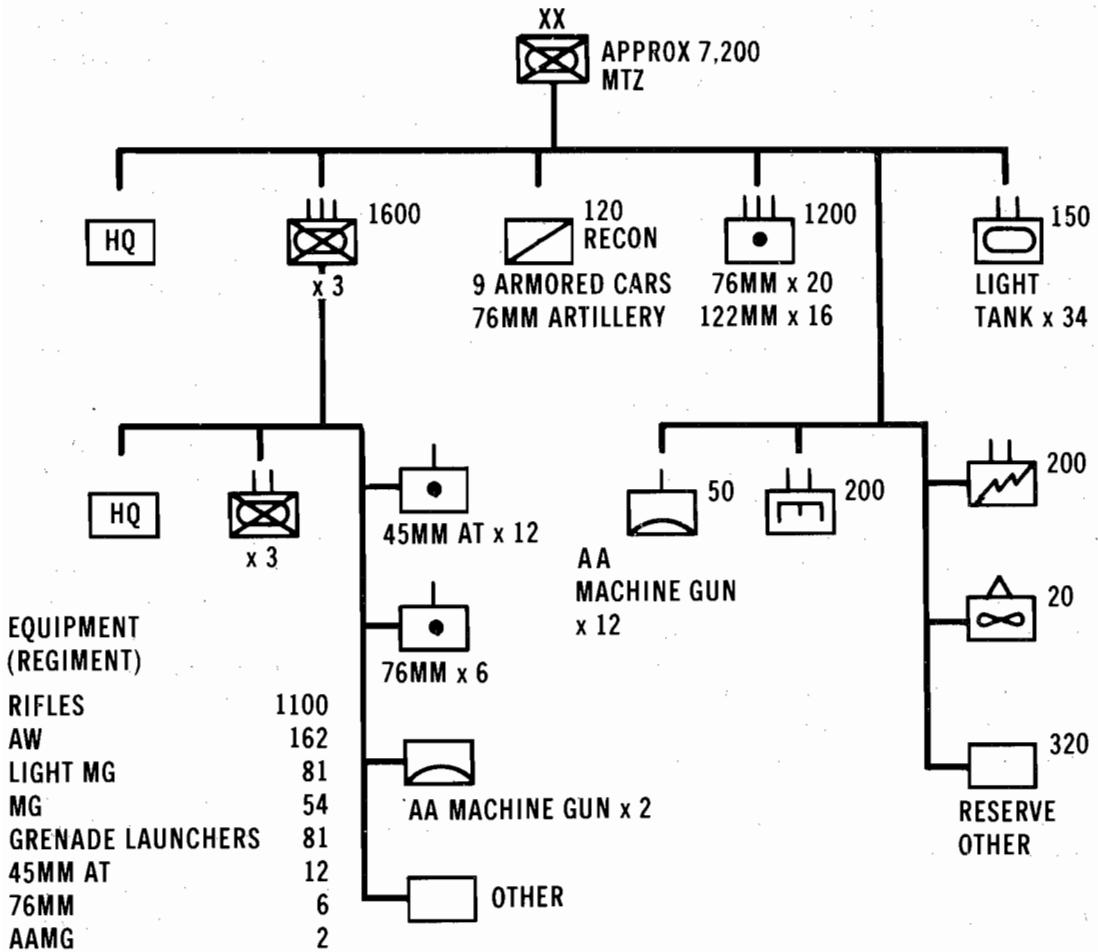 XX
APPROX 7,200
MTZ
HQ
1600
x 3
120
RECON
9 ARMORED CARS
76MM ARTILLERY
1200
76MM x 20
122MM x 16
150
LIGHT
TANK x 34
HQ
x 3
45MM AT x 12
76MM x 6
AA MACHINE GUN x 2
OTHER
50
AA
MACHINE GUN
x 12
200
200
20
320
RESERVE
OTHER
EQUIPMENT
(REGIMENT)
RIFLES 1100
AW 162
LIGHT MG 81
MG 54
GRENADE LAUNCHERS 81
45MM AT 12
76MM 6
AAMG 2